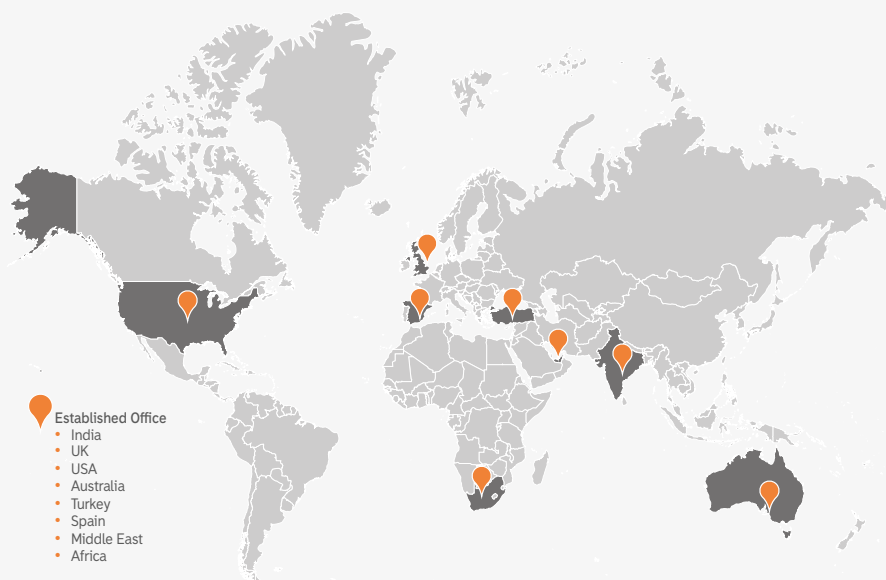 Established Office
• India
• UK
• USA
• Australia
• Turkey
• Spain
• Middle East
• Africa